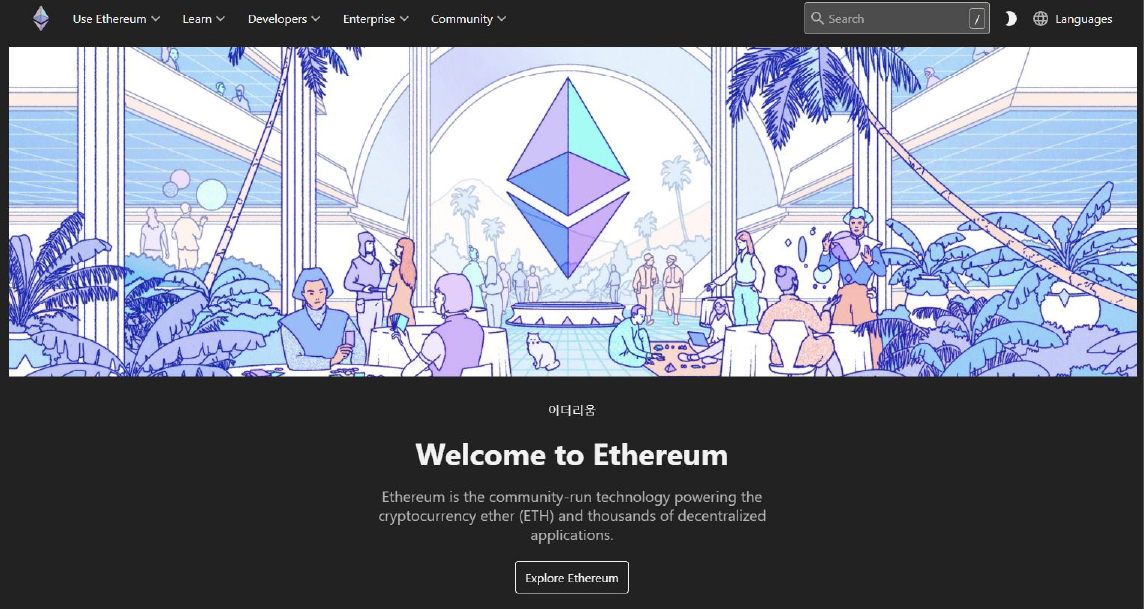 Use Ethereum
Learn
Developers
Enterprise
Community
Search
/
Languages
이더리움
Welcome to Ethereum
Ethereum is the community-run technology powering the
cryptocurrency ether (ETH) and thousands of decentralized
applications.
Explore Ethereum